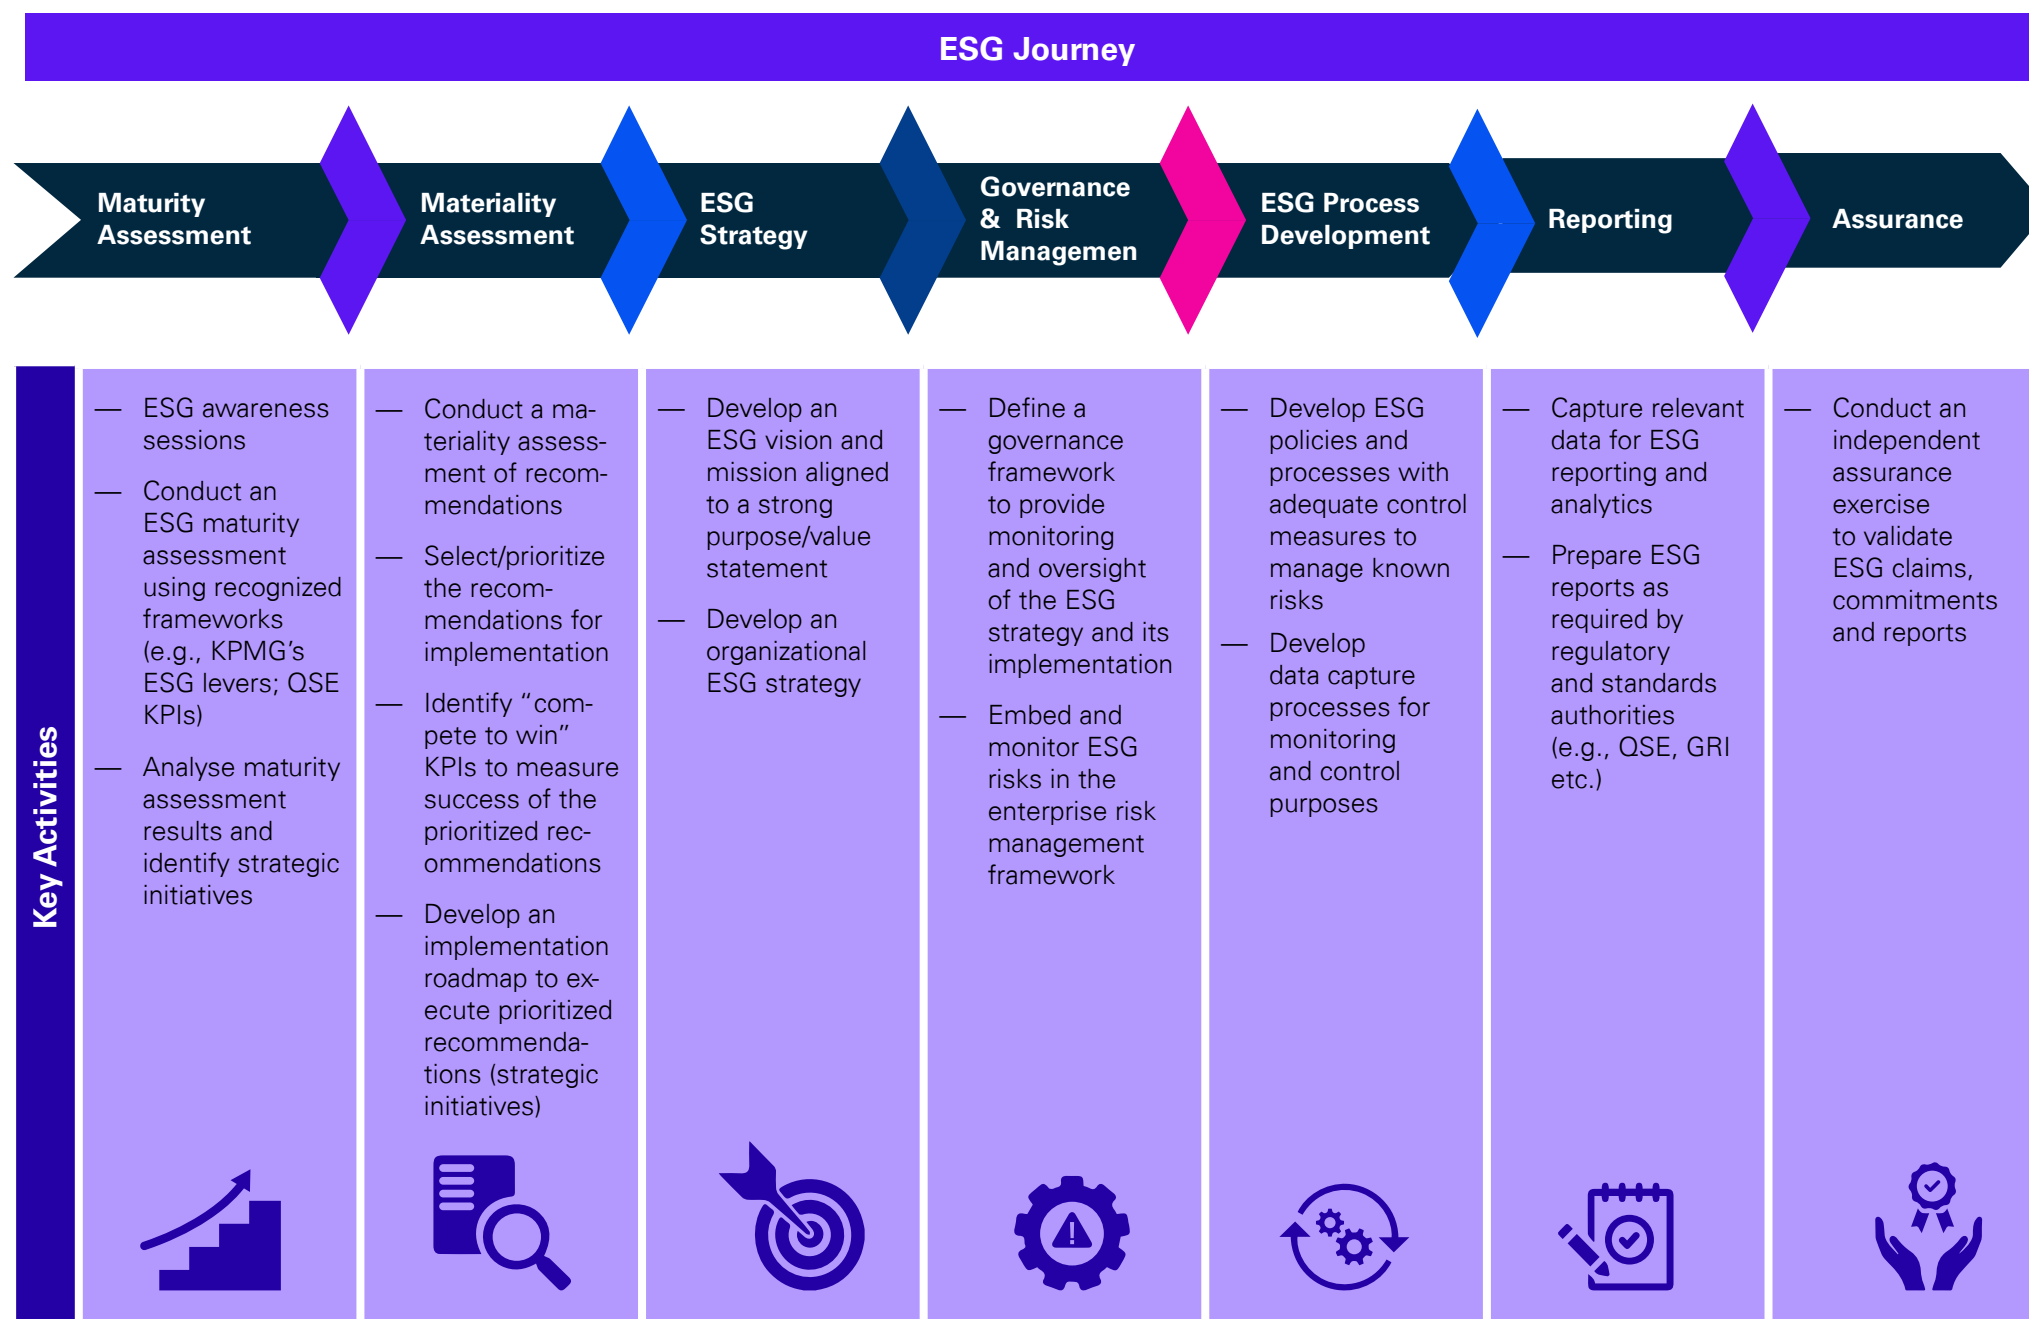 ESG Journey
Maturity
Assessment
Materiality
Assessment
ESG
Strategy
Governance
& Risk
Managemen
ESG Process
Development
Reporting
Assurance
Key Activities
— ESG awareness
sessions
— Conduct an
ESG maturity
assessment
using recognized
frameworks
(e.g., KPMG's
ESG levers; QSE
KPIs)
— Analyse maturity
assessment
results and
identify strategic
initiatives
— Conduct a ma-
teriality assess-
ment of recom-
mendations
— Select/prioritize
the recom-
mendations for
implementation
— Identify “com-
pete to win”
KPIs to measure
success of the
prioritized rec-
ommendations
— Develop an
implementation
roadmap to ex-
ecute prioritized
recommenda-
tions (strategic
initiatives)
— Develop an
ESG vision and
mission aligned
to a strong
purpose/value
statement
— Develop an
organizational
ESG strategy
— Define a
governance
framework
to provide
monitoring
and oversight
of the ESG
strategy and its
implementation
— Embed and
monitor ESG
risks in the
enterprise risk
management
framework
— Develop ESG
policies and
processes with
adequate control
measures to
manage known
risks
— Develop
data capture
processes for
monitoring
and control
purposes
— Capture relevant
data for ESG
reporting and
analytics
— Prepare ESG
reports as
required by
regulatory
and standards
authorities
(e.g., QSE, GRI
etc.)
— Conduct an
independent
assurance
exercise
to validate
ESG claims,
commitments
and reports